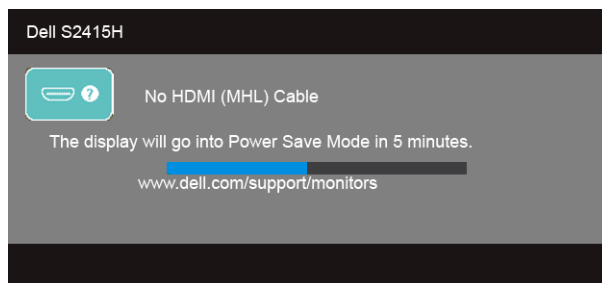 Dell S2415H
?
No HDMI (MHL) Cable
The display will go into Power Save Mode in 5 minutes.
www.dell.com/support/monitors